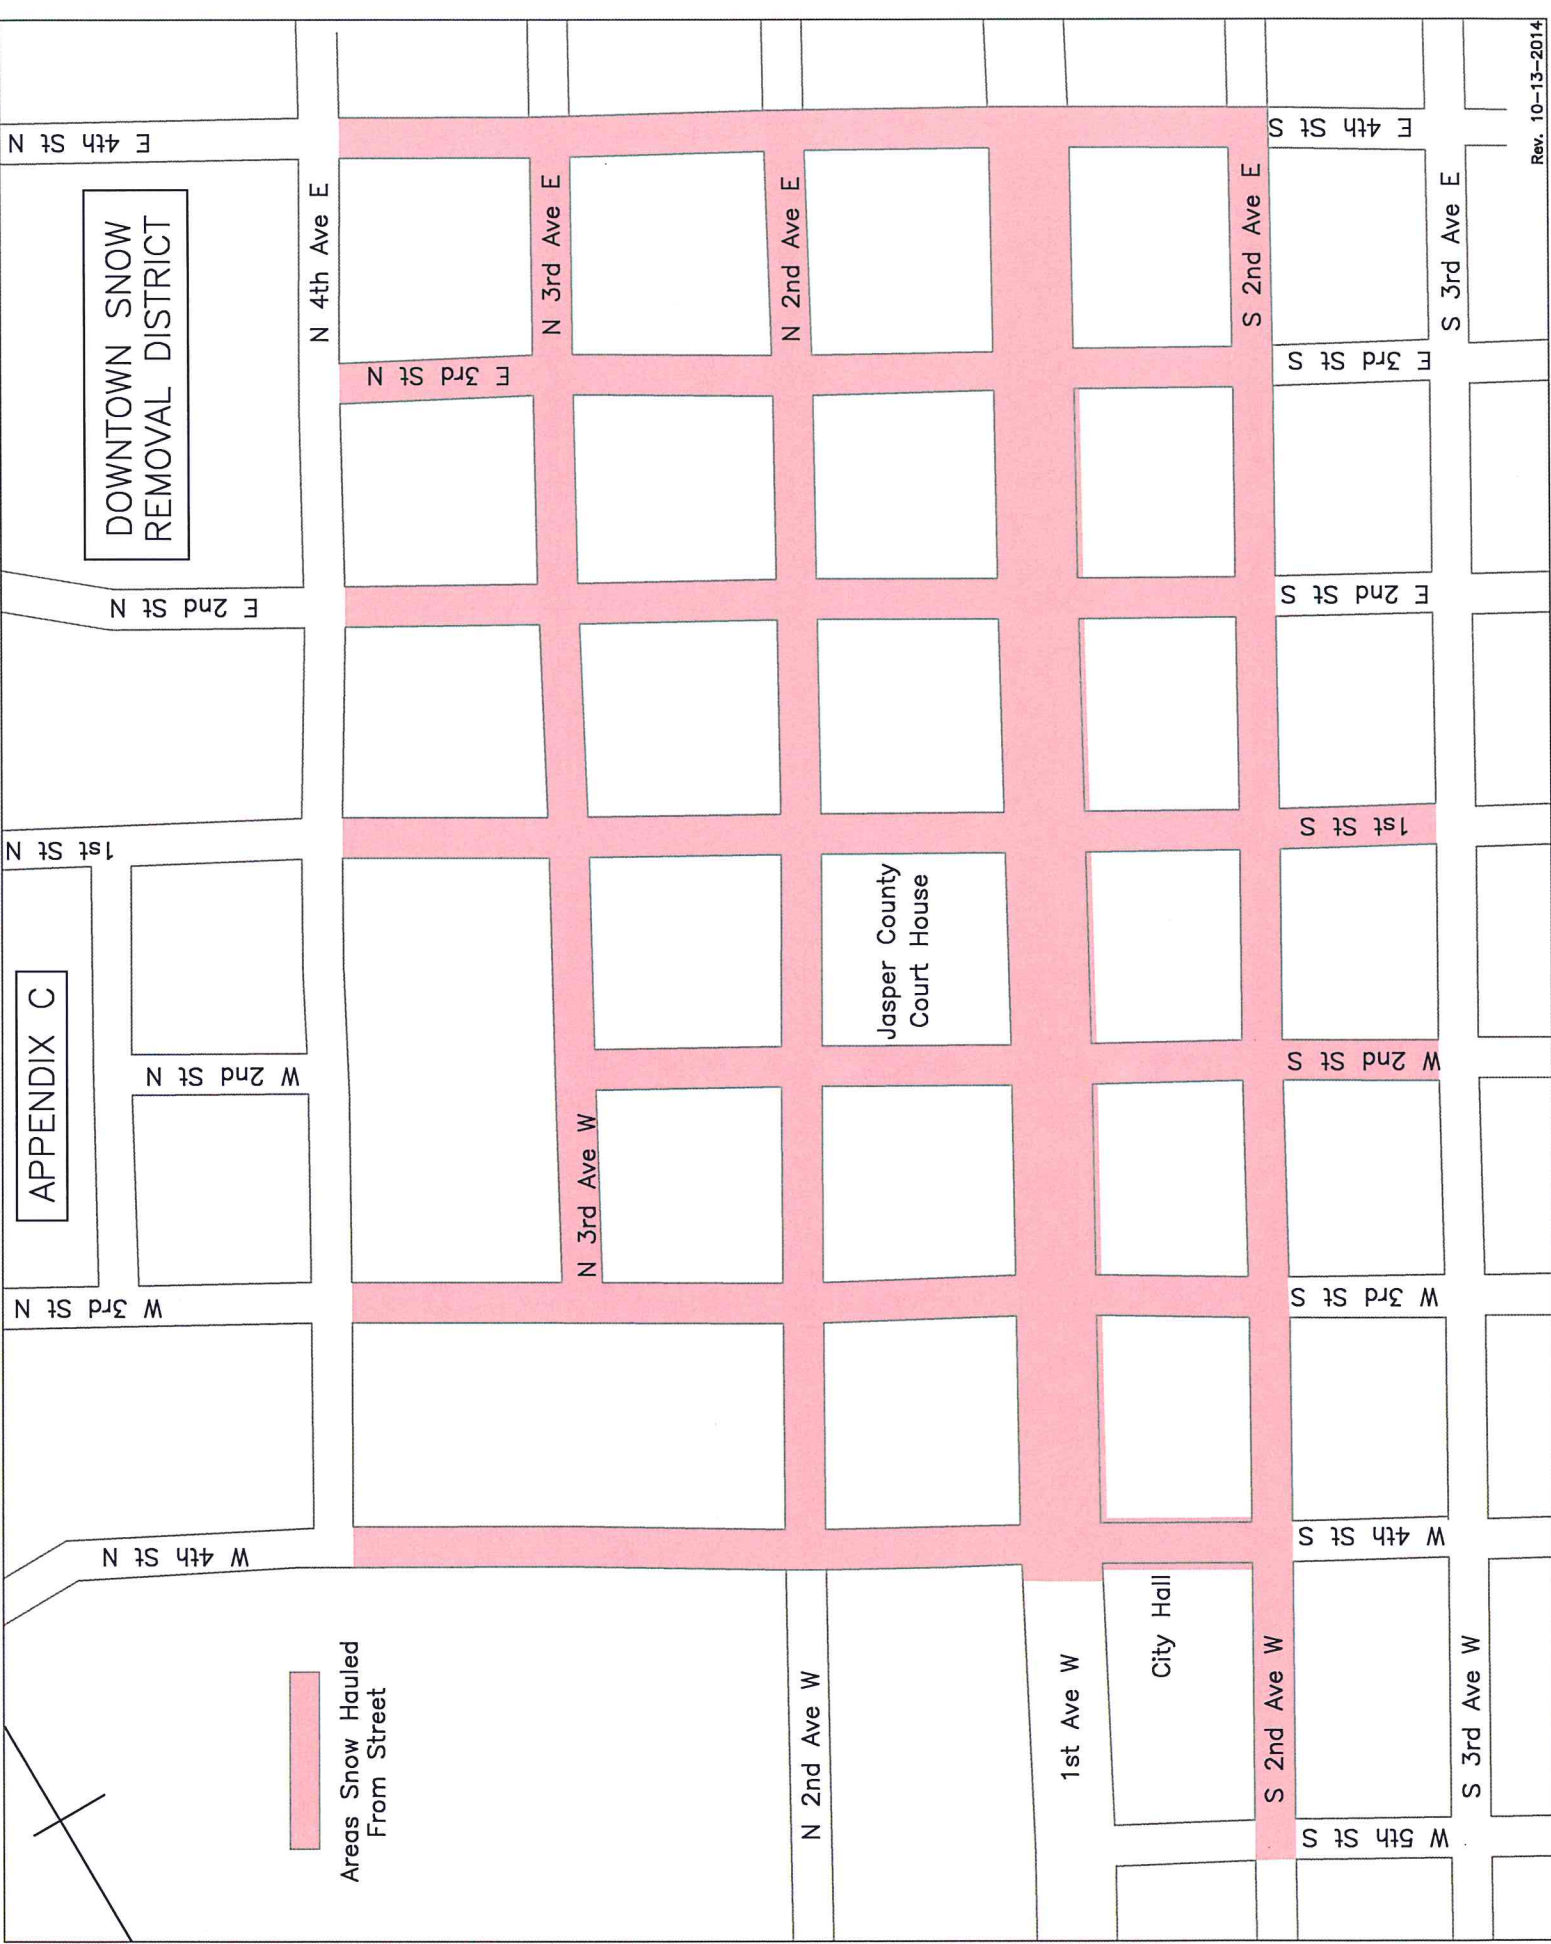 APPENDIX C
DOWNTOWN SNOW
REMOVAL DISTRICT
W 4th St N
W 3rd St N
W 2nd St N
1st St N
E 2nd St N
E 4th St N
N 4th Ave E
E 3rd St N
Areas Snow Hauled
From Street
N 3rd Ave W
N 3rd Ave E
N 2nd Ave W
N 2nd Ave E
Jasper County
Court House
1st Ave W
City Hall
S 2nd Ave W
S 2nd Ave E
W 5th St S
W 4th St S
W 3rd St S
W 2nd St S
1st St S
E 2nd St S
E 3rd St S
E 4th St S
S 3rd Ave W
S 3rd Ave E
Rev. 10-13-2014